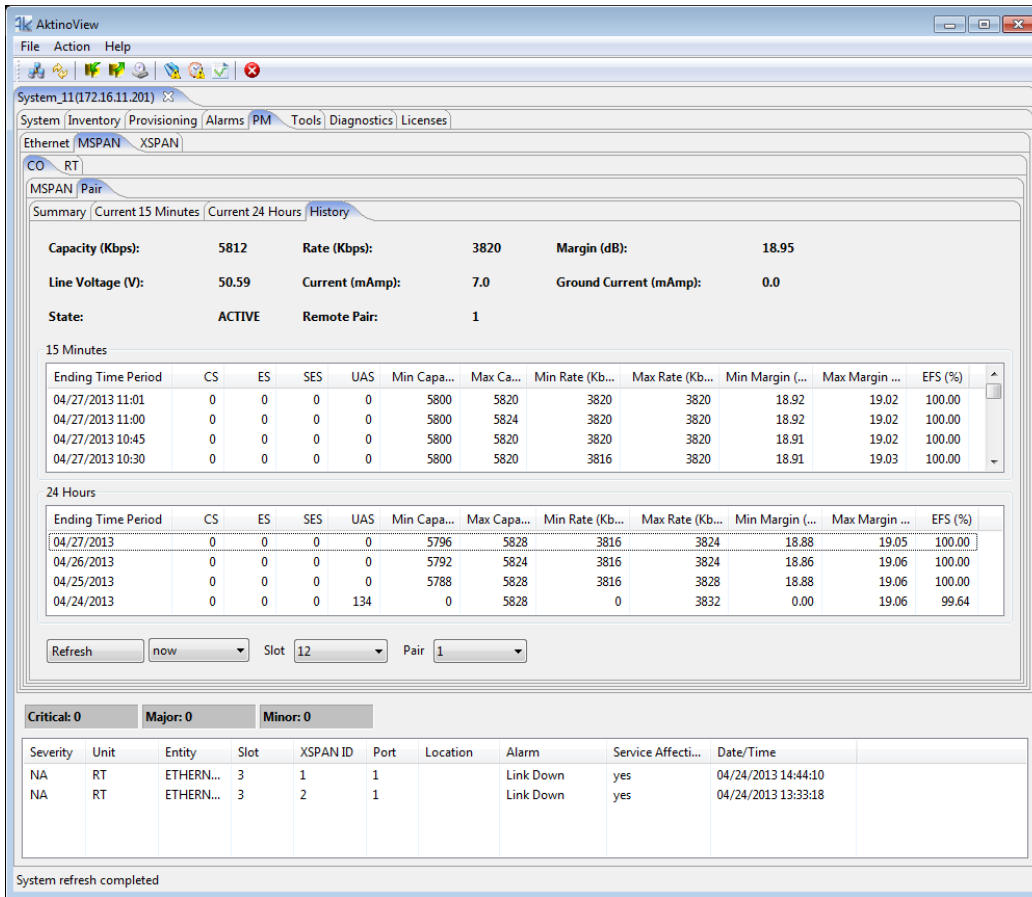 AktinoView
File Action Help
System_11(172.16.11.201)
System Inventory Provisioning Alarms PM Tools Diagnostics Licenses
Ethernet MSPAN XSPAN
CO RT
MSPAN Pair
Summary Current 15 Minutes Current 24 Hours History
Capacity (Kbps): 5812 Rate (Kbps): 3820 Margin (dB): 18.95
Line Voltage (V): 50.59 Current (mAmp): 7.0 Ground Current (mAmp): 0.0
State: ACTIVE Remote Pair: 1
15 Minutes
Ending Time Period CS ES SES UAS Min Capa... Max Ca... Min Rate (Kb... Max Rate (Kb... Min Margin (... Max Margin ... EFS (%)
04/27/2013 11:01 0 0 0 0 5800 5820 3820 3820 18.92 19.02 100.00
04/27/2013 11:00 0 0 0 0 5800 5824 3820 3820 18.92 19.02 100.00
04/27/2013 10:45 0 0 0 0 5800 5820 3820 3820 18.91 19.02 100.00
04/27/2013 10:30 0 0 0 0 5800 5820 3816 3820 18.91 19.03 100.00
24 Hours
Ending Time Period CS ES SES UAS Min Capa... Max Capa... Min Rate (Kb... Max Rate (Kb... Min Margin (... Max Margin ... EFS (%)
04/27/2013 0 0 0 0 5796 5828 3816 3824 18.88 19.05 100.00
04/26/2013 0 0 0 0 5792 5824 3816 3824 18.86 19.06 100.00
04/25/2013 0 0 0 0 5788 5828 3816 3828 18.88 19.06 100.00
04/24/2013 0 0 0 134 0 5828 0 3832 0.00 19.06 99.64
Refresh now Slot 12 Pair 1
Critical: 0 Major: 0 Minor: 0
Severity Unit Entity Slot XSPAN ID Port Location Alarm Service Affecti... Date/Time
NA RT ETHERN... 3 1 1 Link Down yes 04/24/2013 14:44:10
NA RT ETHERN... 3 2 1 Link Down yes 04/24/2013 13:33:18
System refresh completed